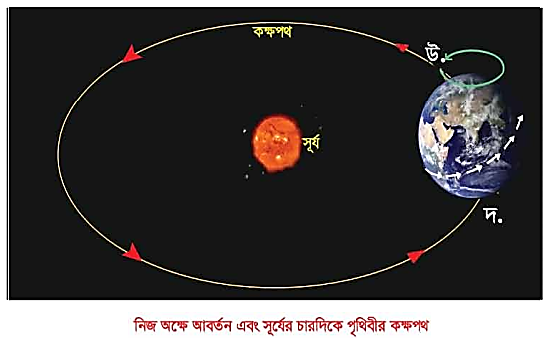 কক্ষপথ
উ.
সূর্য
দ.
নিজ অক্ষে আবর্তন এবং সূর্যের চারদিকে পৃথিবীর কক্ষপথ